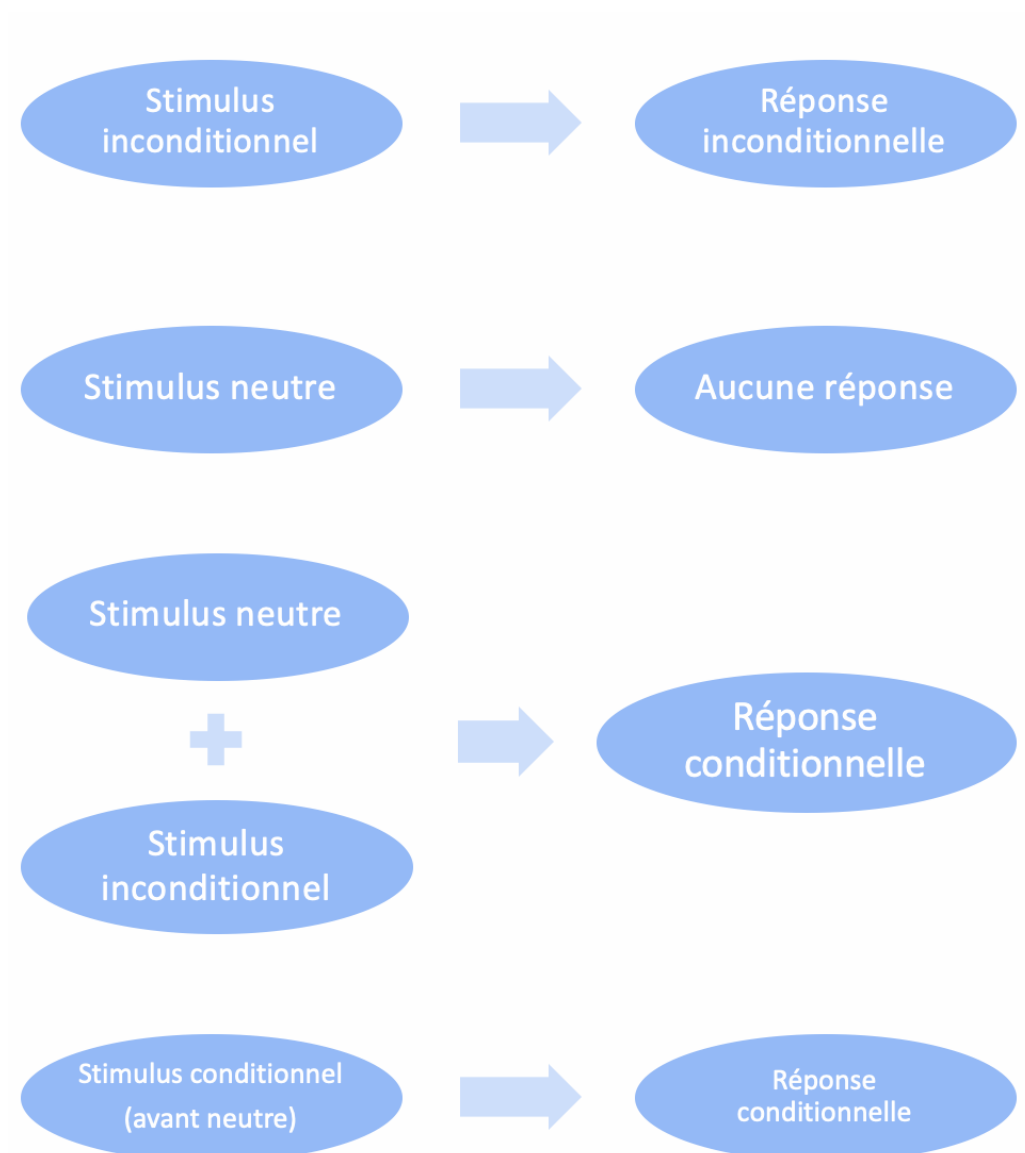 Stimulus
inconditionnel
Réponse
inconditionnelle
Stimulus neutre
Aucune réponse
Stimulus neutre
Stimulus
inconditionnel
Réponse
conditionnelle
Stimulus conditionnel
(avant neutre)
Réponse
conditionnelle